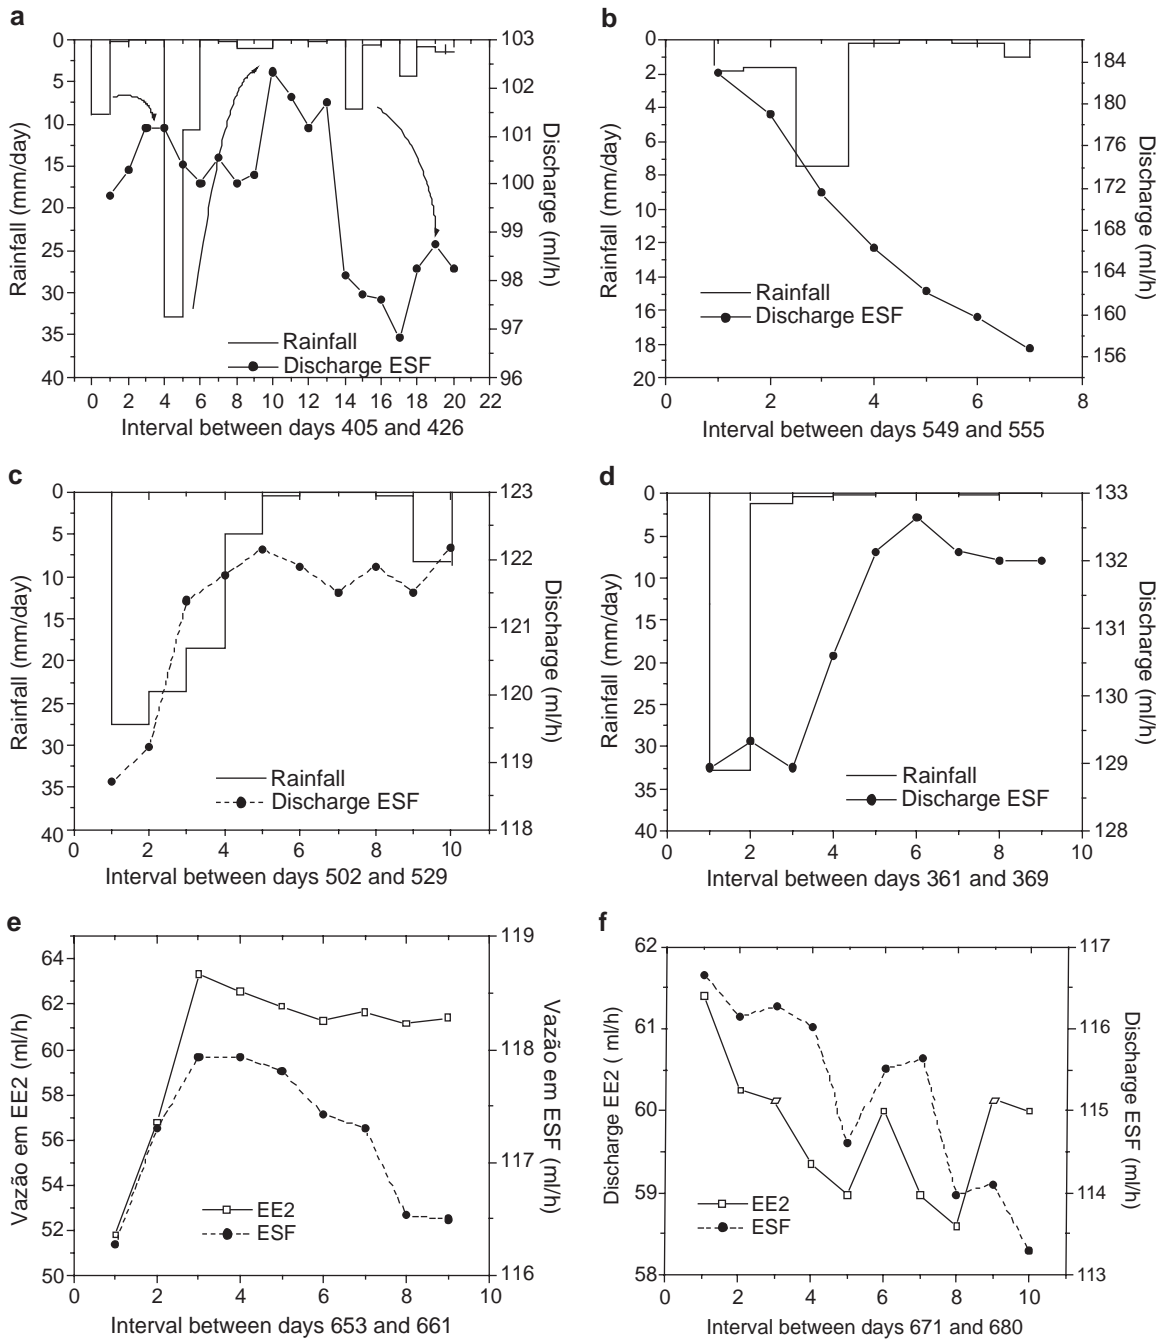 a
0
5
10
15
20
25
30
35
40
Rainfall (mm/day)
103
102
101
100
99
98
97
96
Discharge (ml/h)
Rainfall
Discharge ESF
0 2 4 6 8 10 12 14 16 18 20 22
Interval between days 405 and 426
b
0
2
4
6
8
10
12
14
16
18
20
Rainfall (mm/day)
184
180
176
172
168
164
160
156
Discharge (ml/h)
Rainfall
Discharge ESF
0 2 4 6 8
Interval between days 549 and 555
c
0
5
10
15
20
25
30
35
40
Rainfall (mm/day)
123
122
121
120
119
118
Discharge (ml/h)
Rainfall
Discharge ESF
0 2 4 6 8 10
Interval between days 502 and 529
d
0
5
10
15
20
25
30
35
40
Rainfall (mm/day)
133
132
131
130
129
128
Discharge (ml/h)
Rainfall
Discharge ESF
0 2 4 6 8 10
Interval between days 361 and 369
e
64
62
60
58
56
54
52
50
Vazão em EE2 (ml/h)
119
118
117
116
Vazão em ESF (ml/h)
EE2
ESF
0 2 4 6 8 10
Interval between days 653 and 661
f
62
61
60
59
58
Discharge EE2 ( ml/h)
117
116
115
114
113
Discharge ESF (ml/h)
EE2
ESF
0 2 4 6 8 10
Interval between days 671 and 680